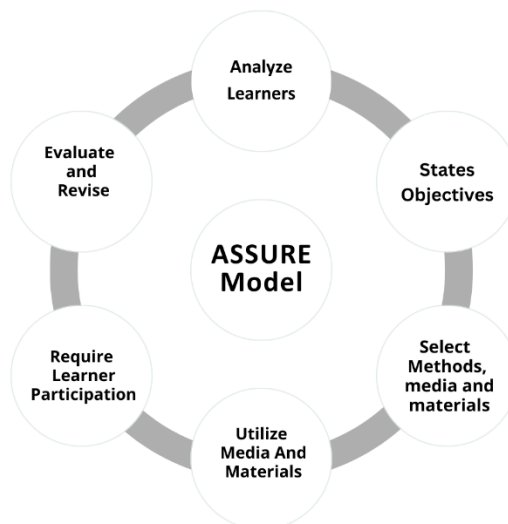 Analyze
Learners
States
Objectives
Select
Methods,
media and
materials
Utilize
Media And
Materials
Require
Learner
Participation
Evaluate
and
Revise
ASSURE
Model